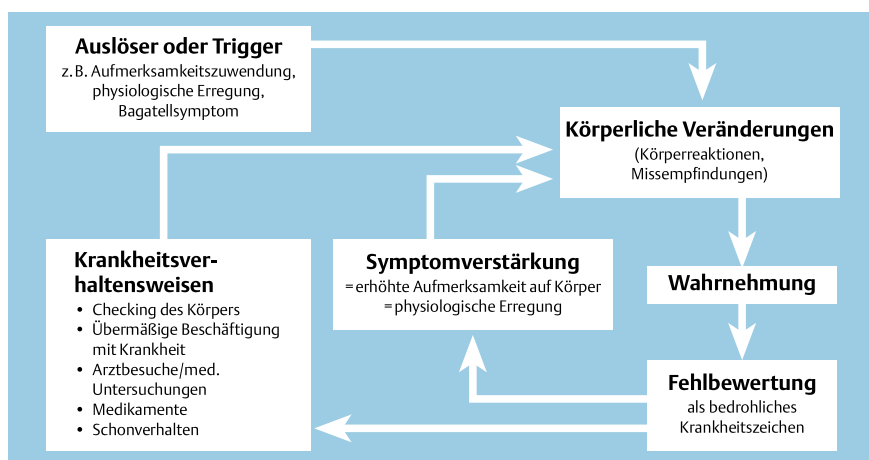 Auslöser oder Trigger
z. B. Aufmerksamkeitszuwendung,
physiologische Erregung,
Bagatellsymptom
Körperliche Veränderungen
(Körperreaktionen,
Missempfindungen)
Krankheitsver-
haltensweisen
• Checking des Körpers
• Übermäßige Beschäftigung
mit Krankheit
• Arztbesuche/med.
Untersuchungen
• Medikamente
• Schonverhalten
Symptomverstärkung
= erhöhte Aufmerksamkeit auf Körper
= physiologische Erregung
Wahrnehmung
Fehlbewertung
als bedrohliches
Krankheitszeichen